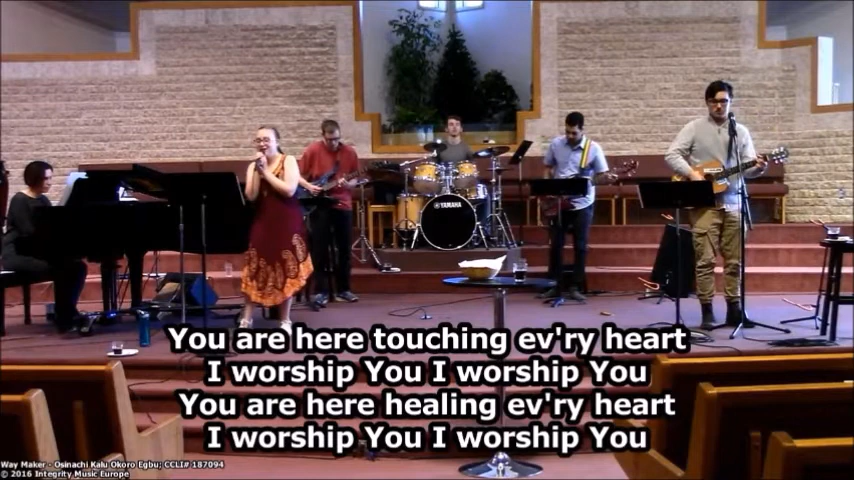 YAMAHA
You are here touching ev'ry heart
I worship You I worship You
You are here healing ev'ry heart
I worship You I worship You
Way Maker - Osinachi Kalu Okoro Egbu; CCLI# 187094
© 2016 Integrity Music Europe